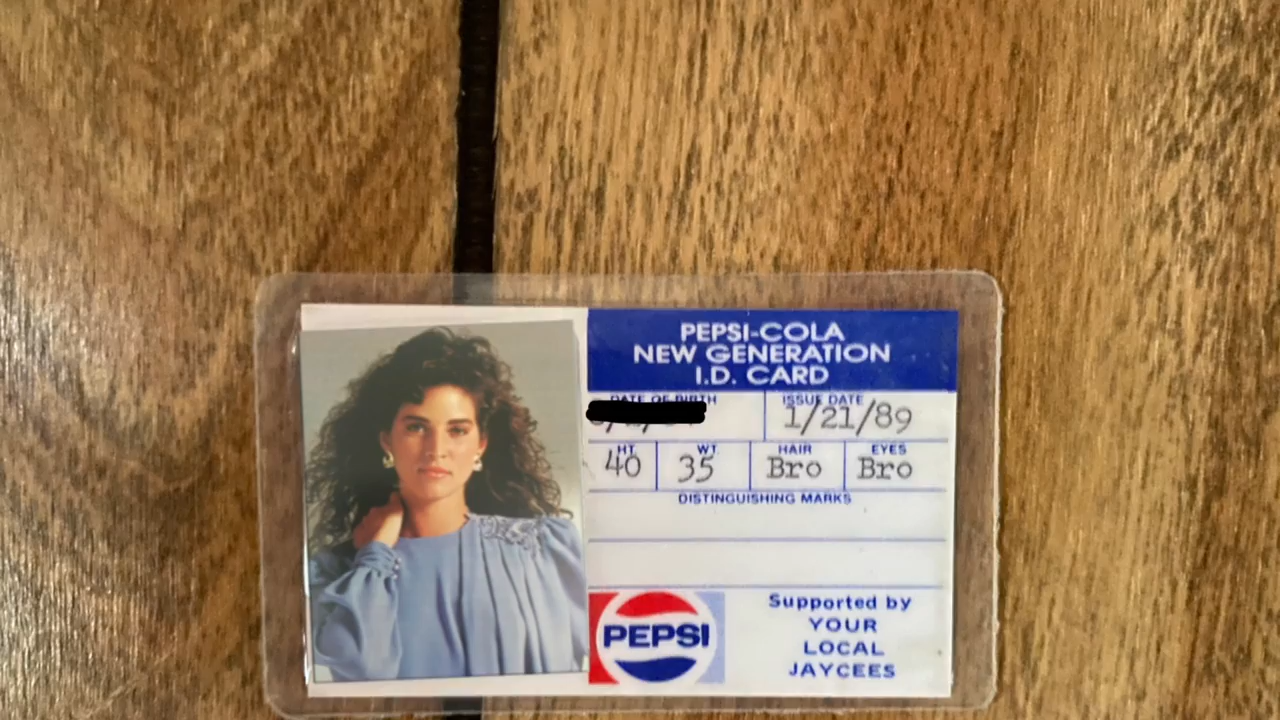 PEPSI-COLA
NEW GENERATION
I.D. CARD
DATE OF BIRTH
ISSUE DATE
1/21/89
HT
WT
HAIR
EYES
40
35
Bro
Bro
DISTINGUISHING MARKS
PEPSI
Supported by
YOUR
LOCAL
JAYCEES